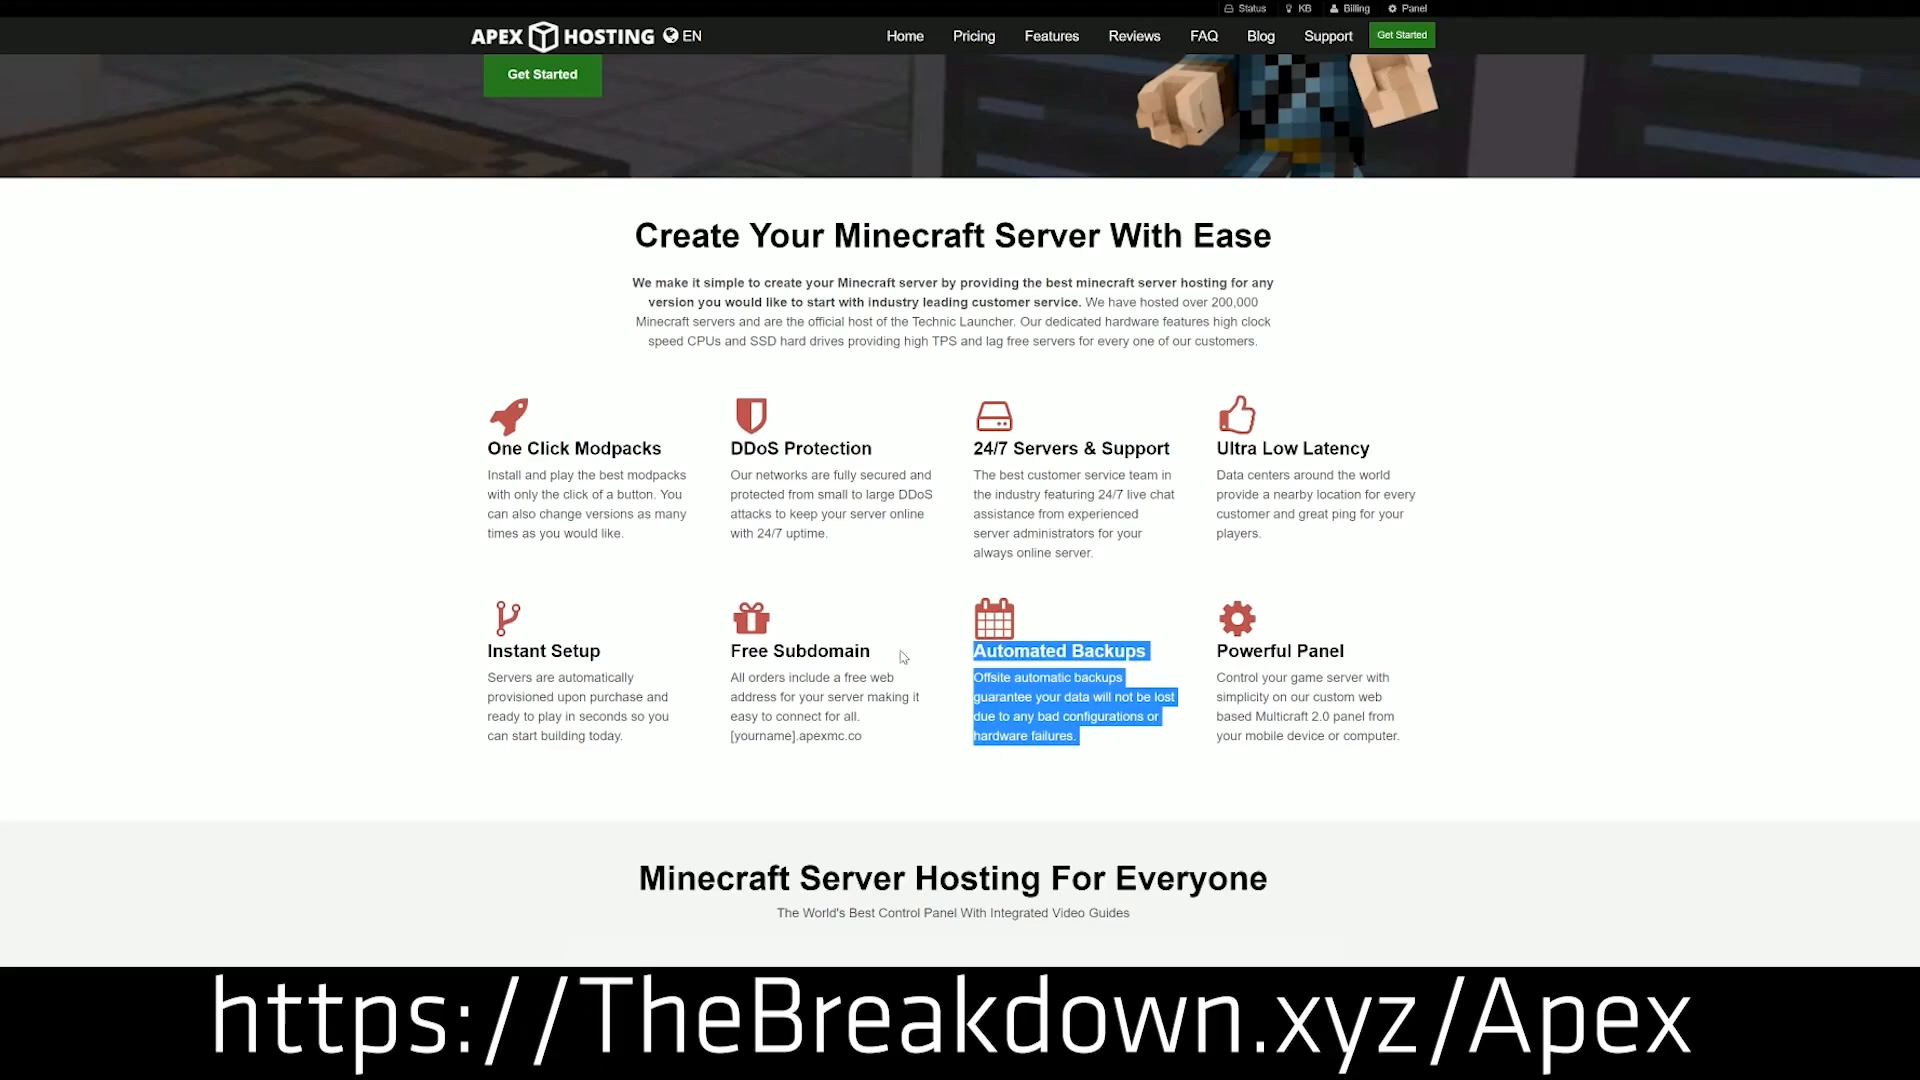 Status KB Billing Panel
APEX HOSTING EN Home Pricing Features Reviews FAQ Blog Support Get Started
Get Started
Create Your Minecraft Server With Ease
We make it simple to create your Minecraft server by providing the best minecraft server hosting for any
version you would like to start with industry leading customer service. We have hosted over 200,000
Minecraft servers and are the official host of the Technic Launcher. Our dedicated hardware features high clock
speed CPUs and SSD hard drives providing high TPS and lag free servers for every one of our customers.
One Click Modpacks
Install and play the best modpacks
with only the click of a button. You
can also change versions as many
times as you would like.
DDoS Protection
Our networks are fully secured and
protected from small to large DDoS
attacks to keep your server online
with 24/7 uptime.
24/7 Servers & Support
The best customer service team in
the industry featuring 24/7 live chat
assistance from experienced
server administrators for your
always online server.
Ultra Low Latency
Data centers around the world
provide a nearby location for every
customer and great ping for your
players.
Instant Setup
Servers are automatically
provisioned upon purchase and
ready to play in seconds so you
can start building today.
Free Subdomain
All orders include a free web
address for your server making it
easy to connect for all.
[yourname].apexmc.co
Automated Backups
Offsite automatic backups
guarantee your data will not be lost
due to any bad configurations or
hardware failures.
Powerful Panel
Control your game server with
simplicity on our custom web
based Multicraft 2.0 panel from
your mobile device or computer.
Minecraft Server Hosting For Everyone
The World's Best Control Panel With Integrated Video Guides
https://TheBreakdown.xyz/Apex